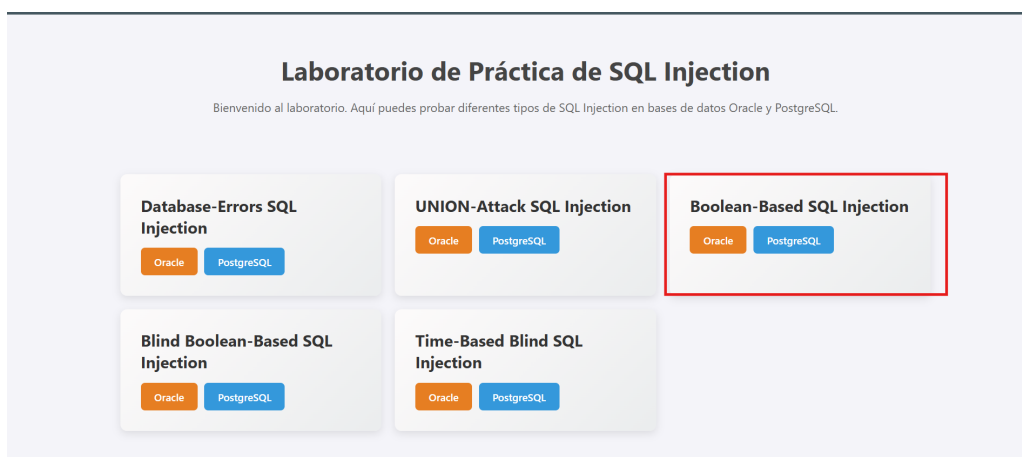 Laboratorio de Práctica de SQL Injection
Bienvenido al laboratorio. Aquí puedes probar diferentes tipos de SQL Injection en bases de datos Oracle y PostgreSQL.
Database-Errors SQL
Injection
Oracle PostgreSQL
UNION-Attack SQL Injection
Oracle PostgreSQL
Boolean-Based SQL Injection
Oracle PostgreSQL
Blind Boolean-Based SQL
Injection
Oracle PostgreSQL
Time-Based Blind SQL
Injection
Oracle PostgreSQL